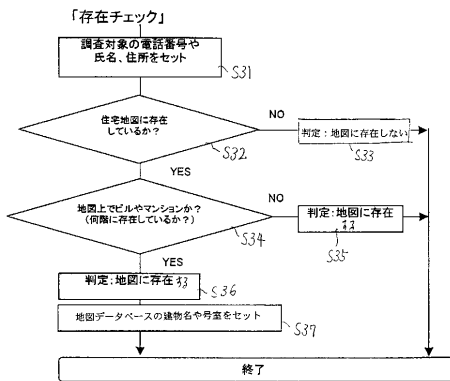 「存在チェック」
調査対象の電話番号や
氏名、住所をセット
S31
住宅地図に存在
しているか?
S32
NO
判定:地図に存在しない
S33
YES
地図上でビルやマンションか?
(何階に存在しているか?)
S34
NO
判定:地図に存在
する
S35
YES
判定:地図に存在する
S36
地図データベースの建物名や号室をセット
S37
終了